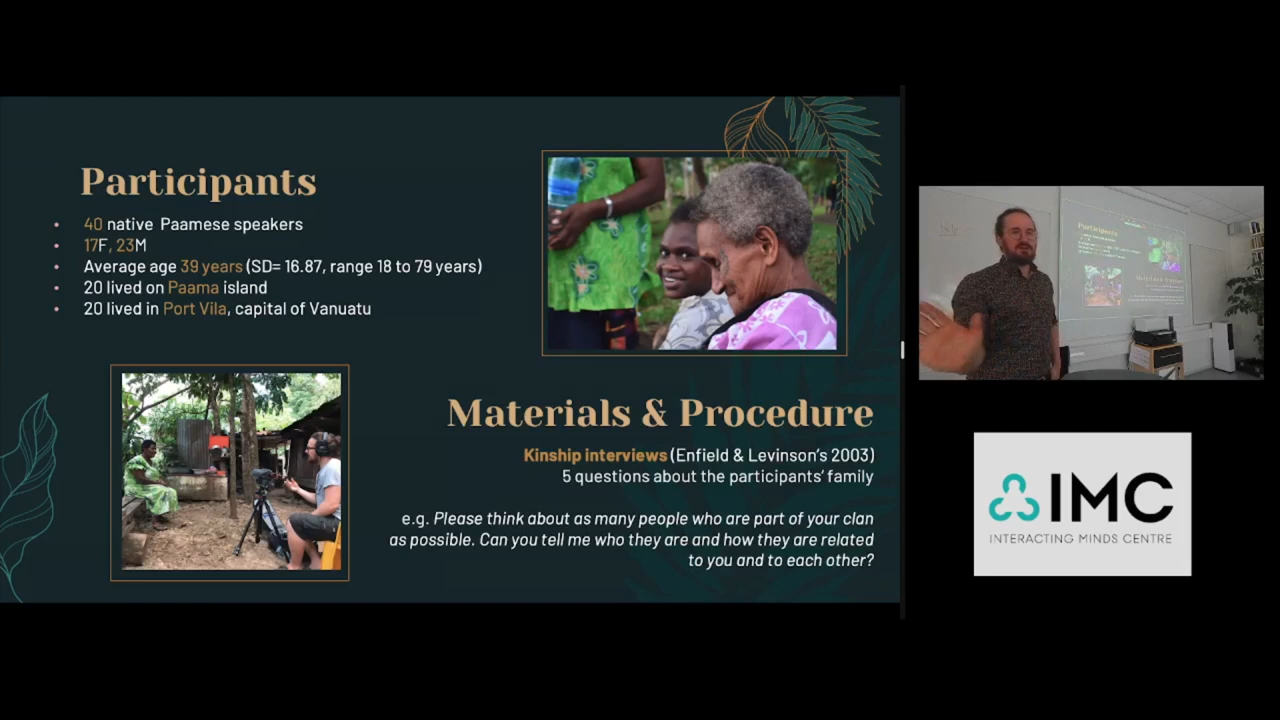 Participants
• 40 native Paamese speakers
• 17F, 23M
• Average age 39 years (SD= 16.87, range 18 to 79 years)
• 20 lived on Paama island
• 20 lived in Port Vila, capital of Vanuatu
Materials & Procedure
Kinship interviews (Enfield & Levinson’s 2003)
5 questions about the participants’ family
e.g. Please think about as many people who are part of your clan
as possible. Can you tell me who they are and how they are related
to you and to each other?
Participants
IMC
INTERACTING MINDS CENTRE